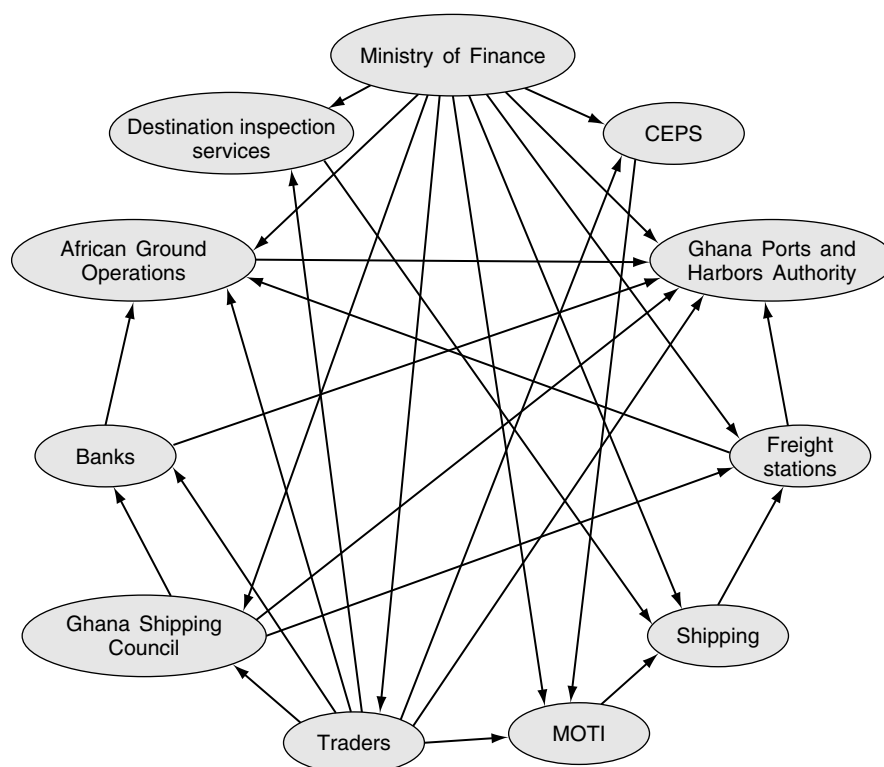 Ministry of Finance
Destination inspection
services
CEPS
African Ground
Operations
Ghana Ports and
Harbors Authority
Banks
Freight
stations
Ghana Shipping
Council
Shipping
Traders
MOTI